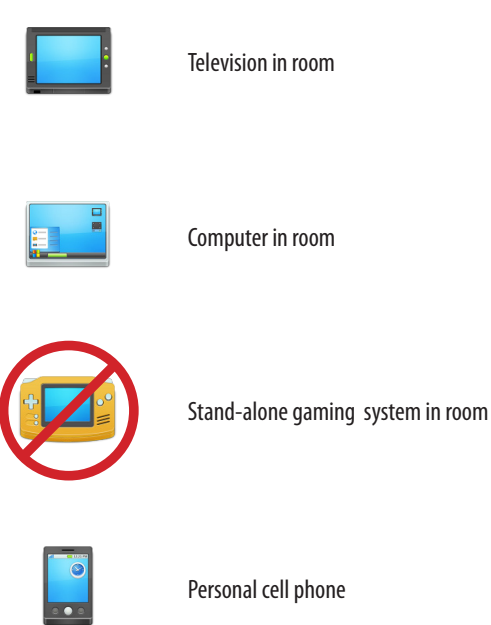 Television in room
Computer in room
Stand-alone gaming system in room
Personal cell phone